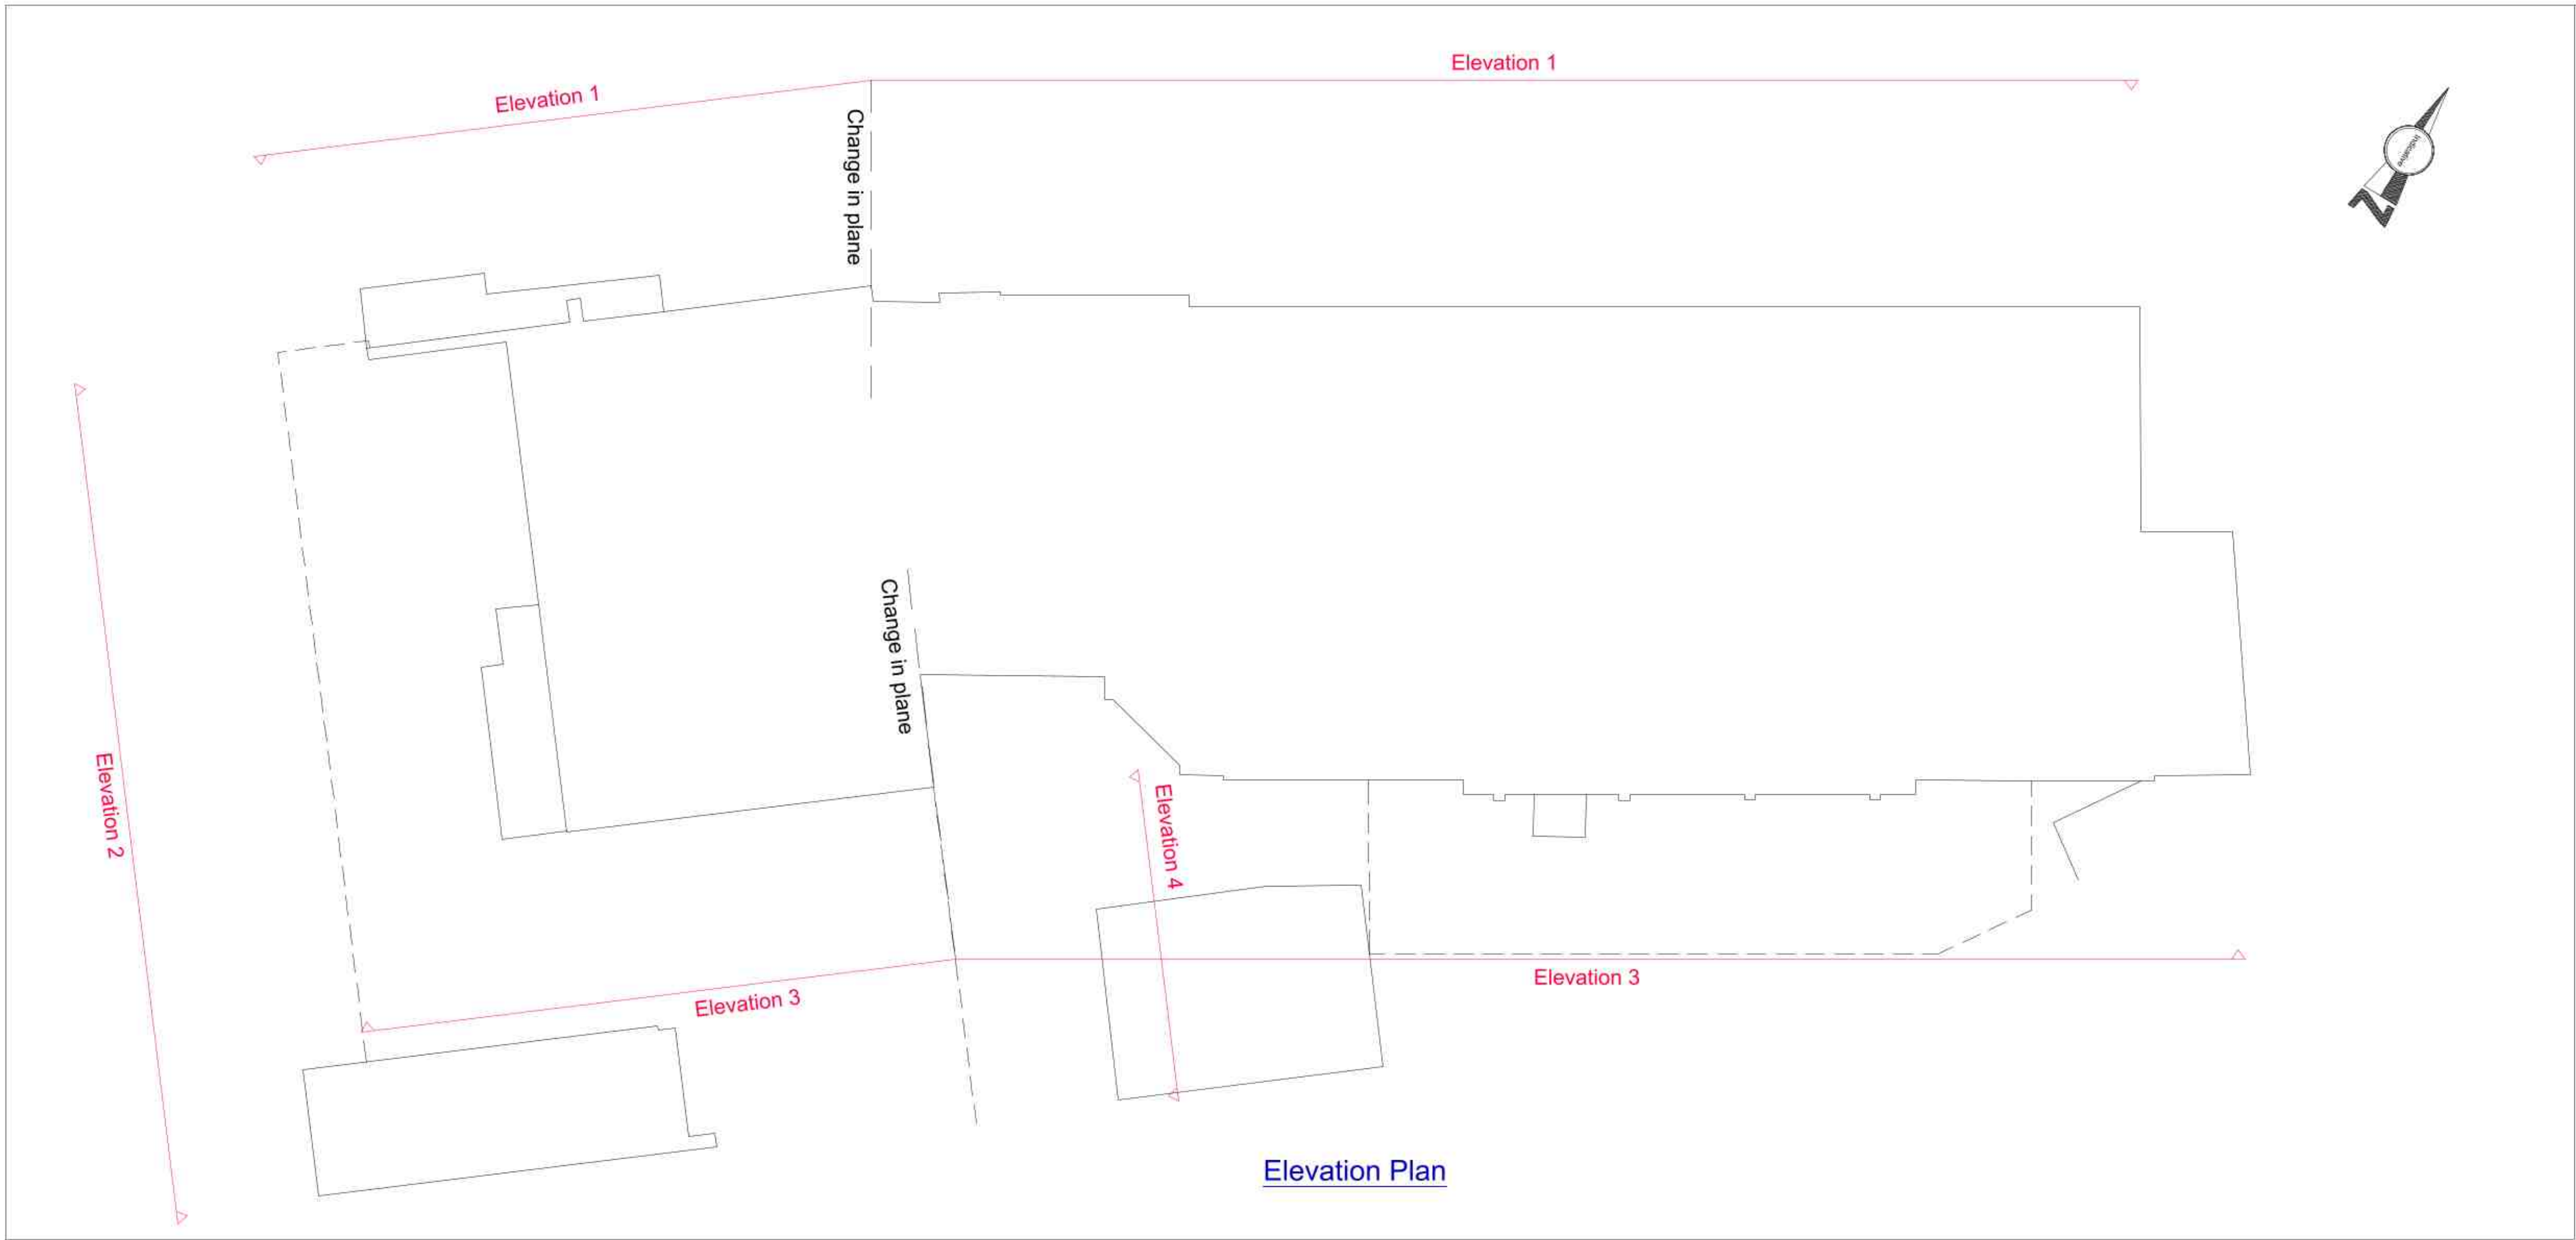 Elevation 1
Elevation 1
Change in plane
Indicative
N
Change in plane
Elevation 2
Elevation 4
Elevation 3
Elevation 3
Elevation Plan